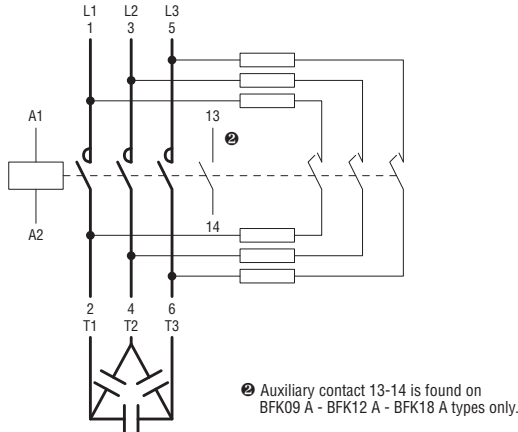 L1 L2 L3
1 3 5
A1 13
❷
14
A2
2 4 6
T1 T2 T3
❷ Auxiliary contact 13-14 is found on
BFK09 A - BFK12 A - BFK18 A types only.